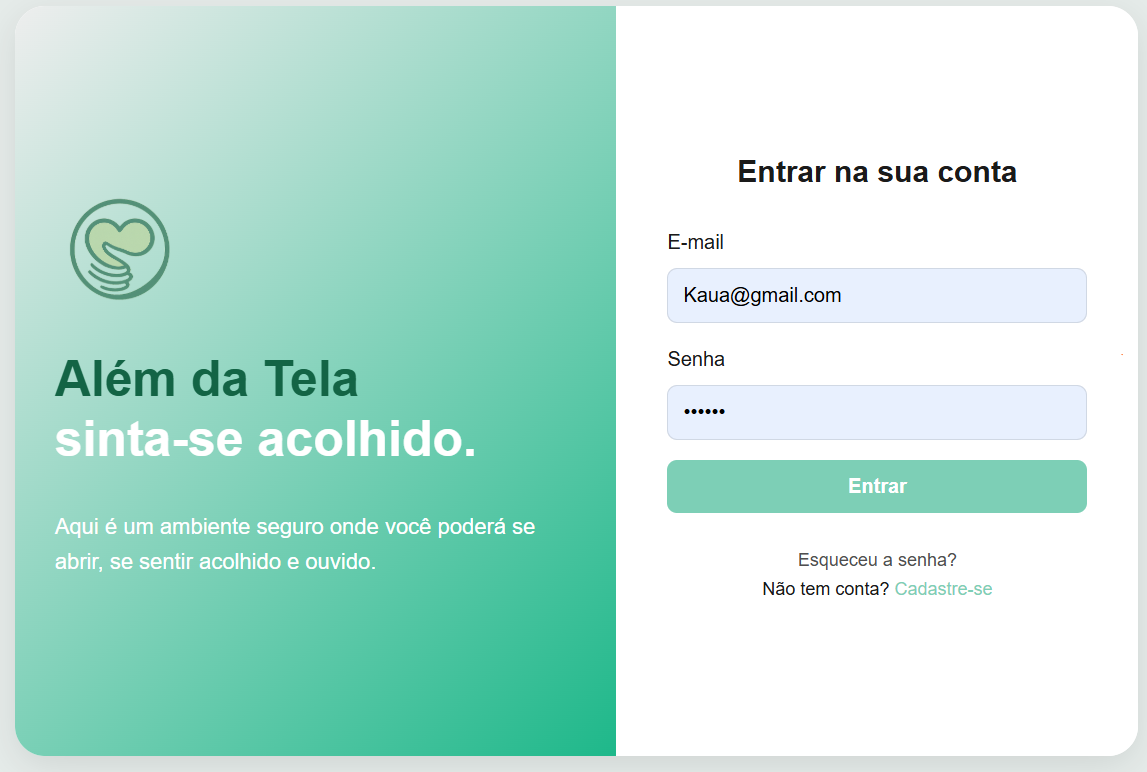 Além da Tela
sinta-se acolhido.
Aqui é um ambiente seguro onde você poderá se
abrir, se sentir acolhido e ouvido.
Entrar na sua conta
E-mail
Kaua@gmail.com
Senha
••••••
Entrar
Esqueceu a senha?
Não tem conta? Cadastre-se